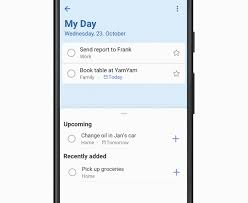 My Day
Wednesday, 23. October
Send report to Frank
Work
Book table at YamYam
Family · Today
Upcoming
Change oil in Jan's car
Home · Tomorrow
Recently added
Pick up groceries
Home